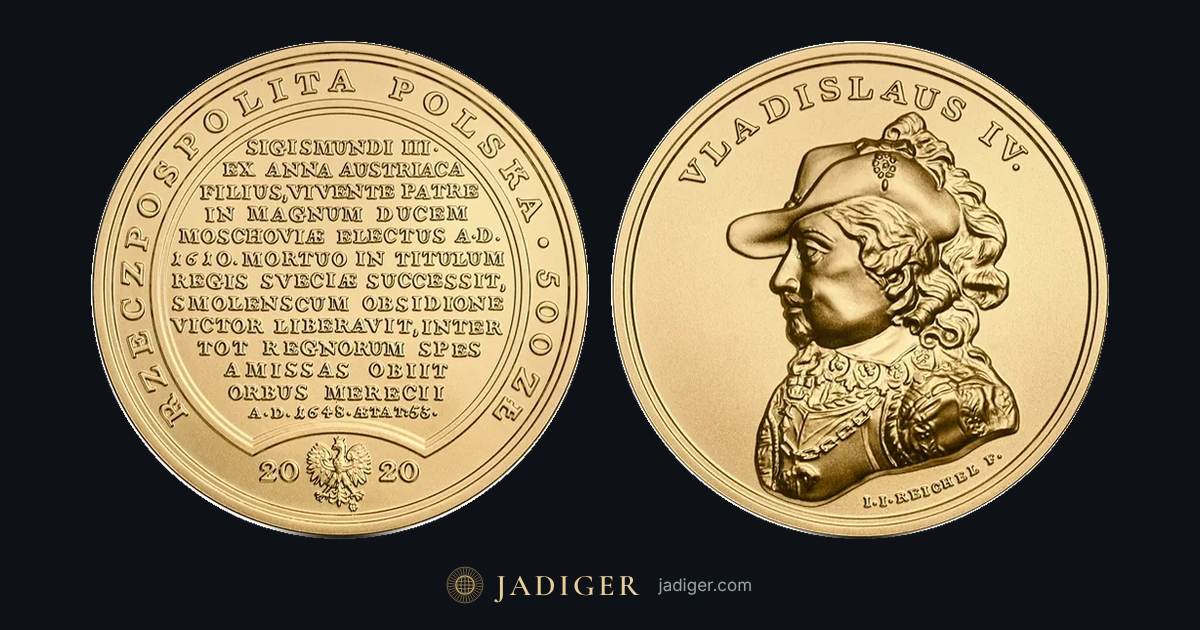 RZECZPOSPOLITA POLSKA · 500 ZŁ
SIGISMUNDI III·
EX ANNA AUSTRIACA
FILIUS, VIVENTE PATRE
IN MAGNUM DUCEM
MOSCHOVIÆ ELECTUS A·D.
1610. MORTUO IN TITULUM
REGIS SVECIÆ SUCCESSIT,
SMOLENSCUM OBSIDIONE
VICTOR LIBERAVIT, INTER
TOT REGNORUM SPES
AMISSAS OBIIT
ORBUS MERECII
A·D. 1648·ÆTAT:53.
20 20
VLADISLAUS IV.
I·I·REICHEL F.
JADIGER jadiger.com